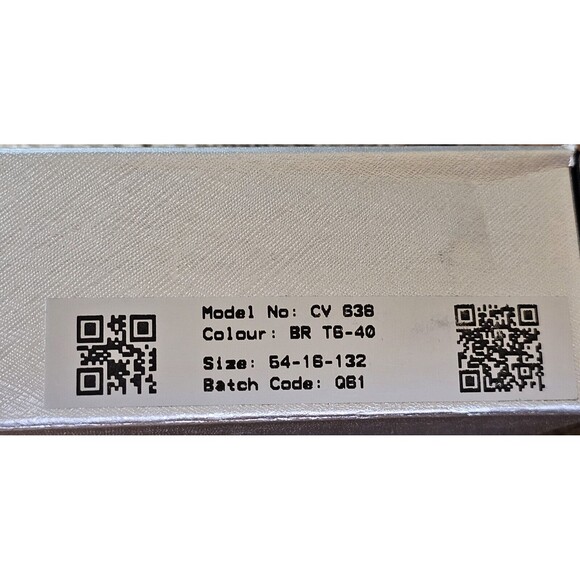 Model No: CV 638
Colour: BR T6-40
Size: 54-16-132
Batch Code: Q61